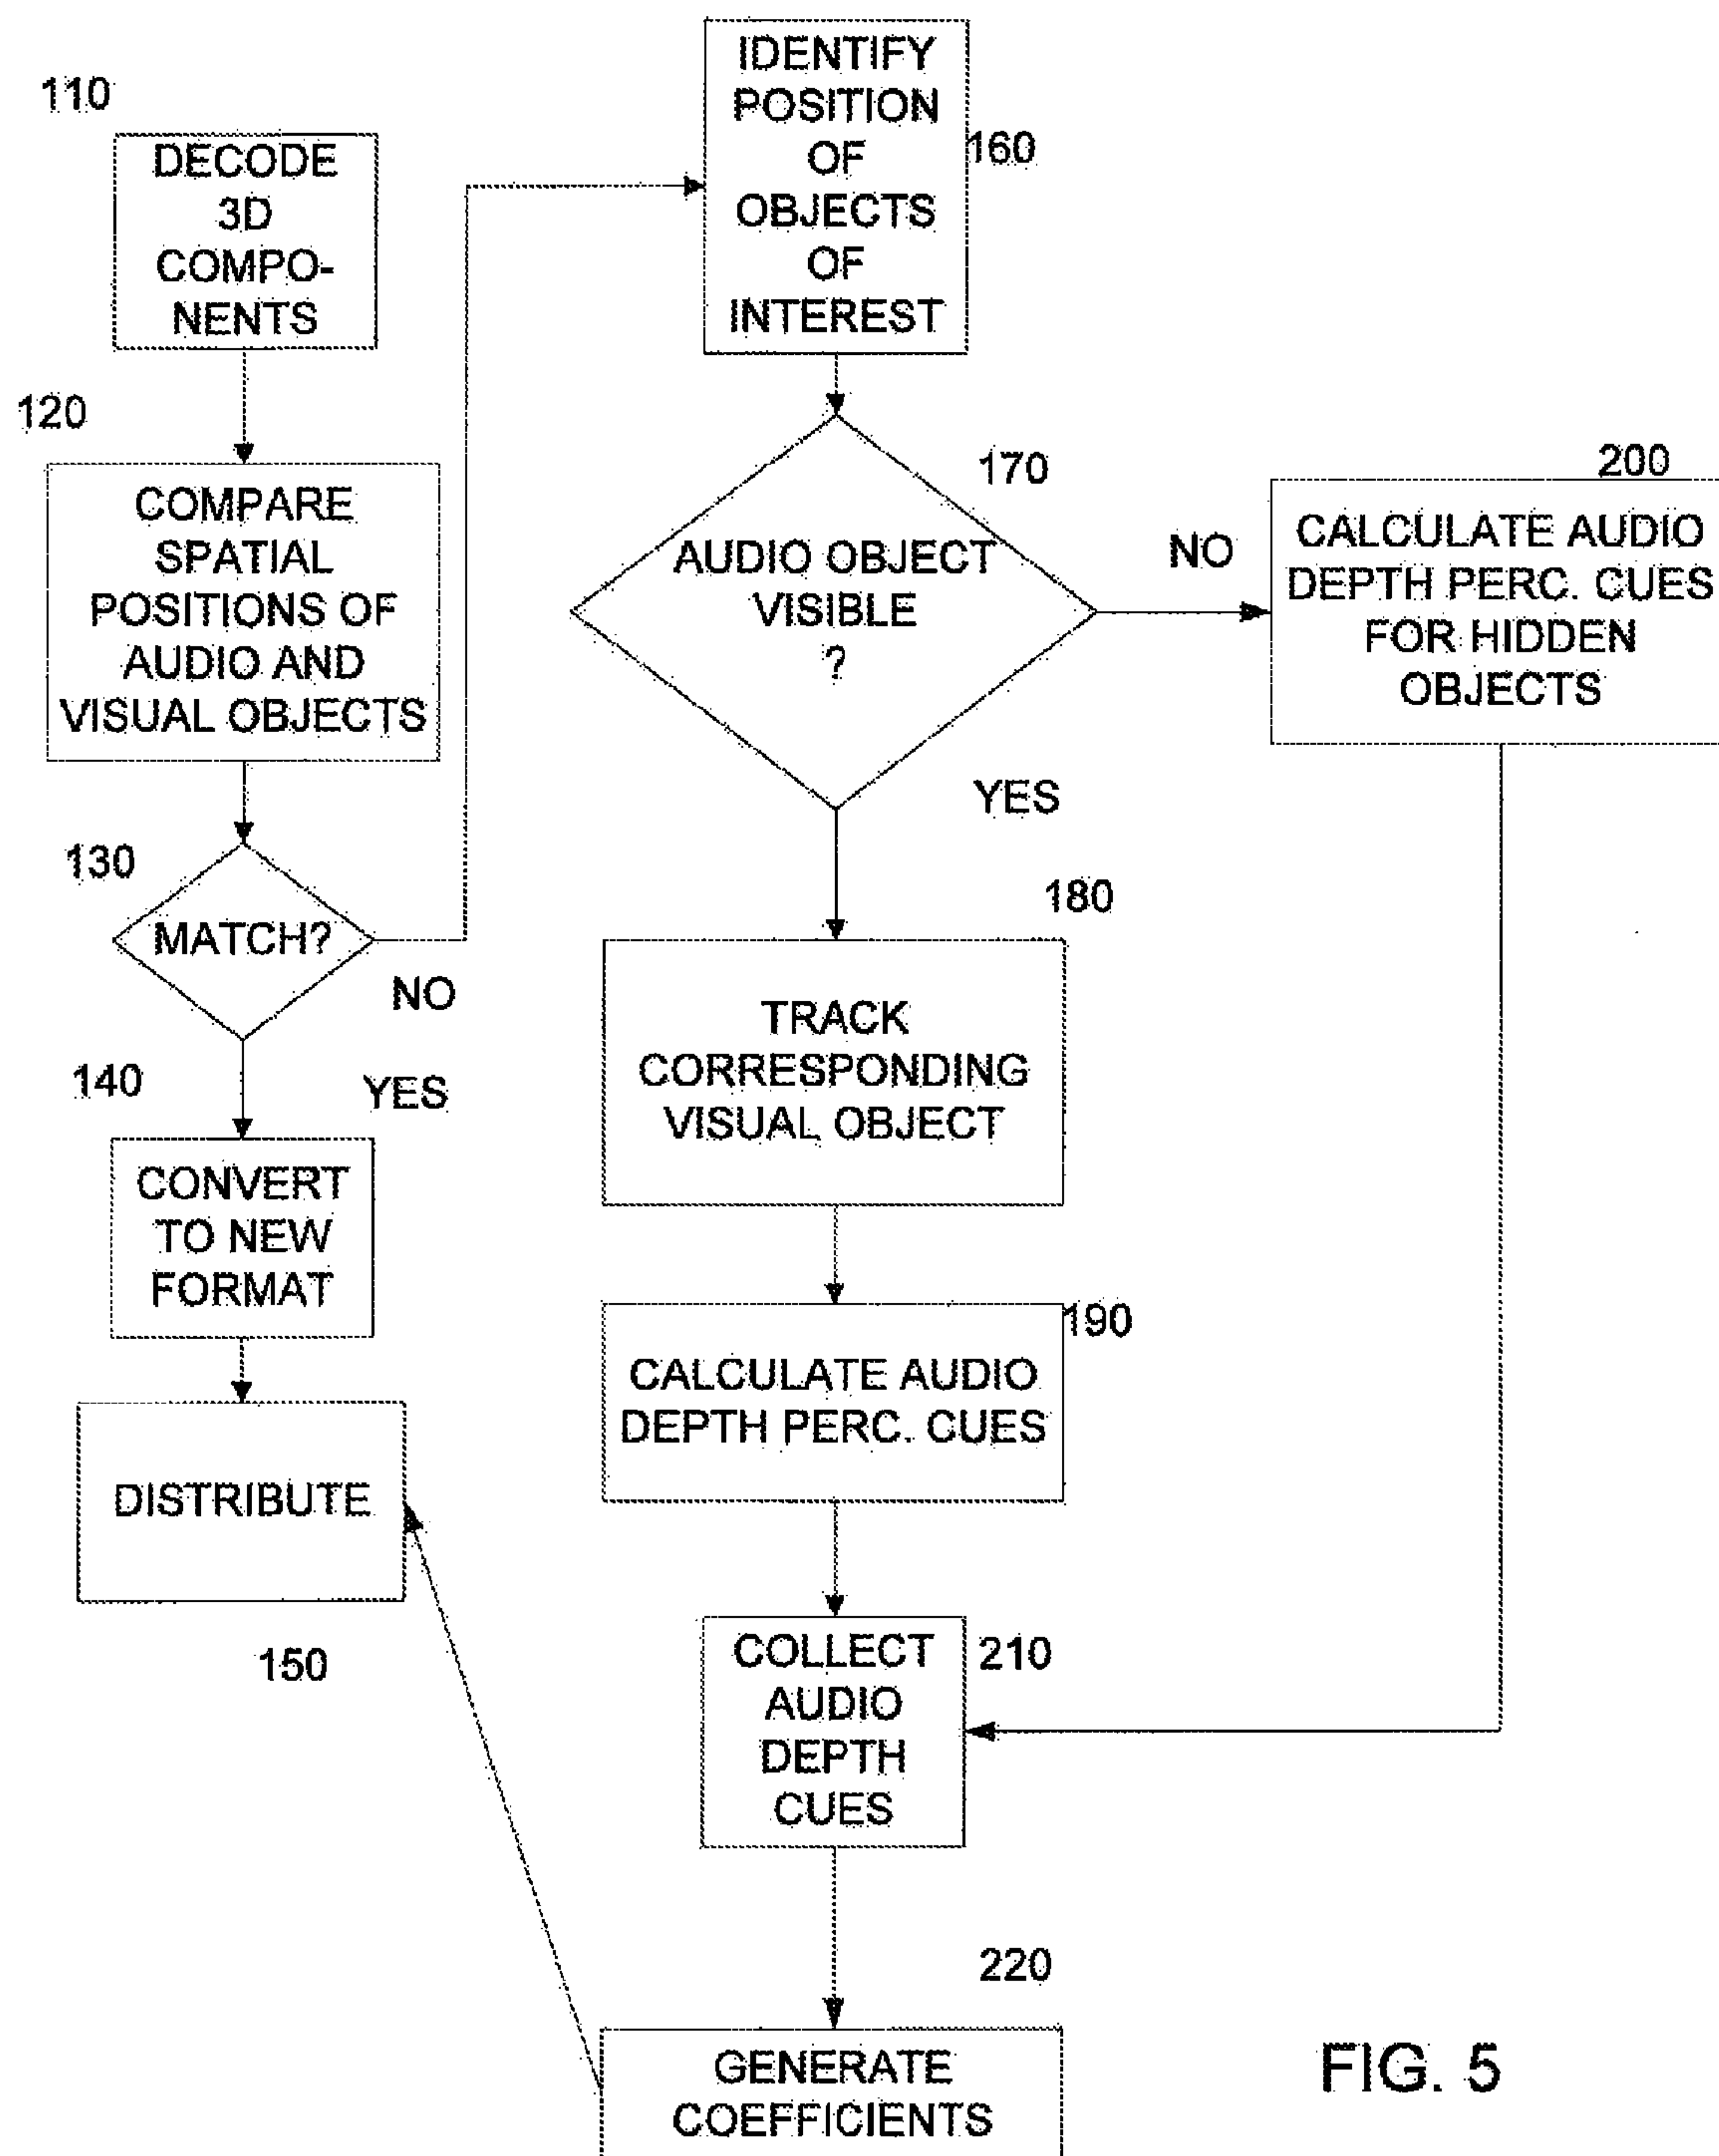 110
DECODE
3D
COMPO-
NENTS
120
COMPARE
SPATIAL
POSITIONS OF
AUDIO AND
VISUAL OBJECTS
130
MATCH?
NO
140
YES
CONVERT
TO NEW
FORMAT
DISTRIBUTE
150
IDENTIFY
POSITION
OF
OBJECTS
OF
INTEREST
160
170
AUDIO OBJECT
VISIBLE
?
NO
YES
200
CALCULATE AUDIO
DEPTH PERC. CUES
FOR HIDDEN
OBJECTS
180
TRACK
CORRESPONDING
VISUAL OBJECT
190
CALCULATE AUDIO
DEPTH PERC. CUES
210
COLLECT
AUDIO
DEPTH
CUES
220
GENERATE
COEFFICIENTS
FIG. 5